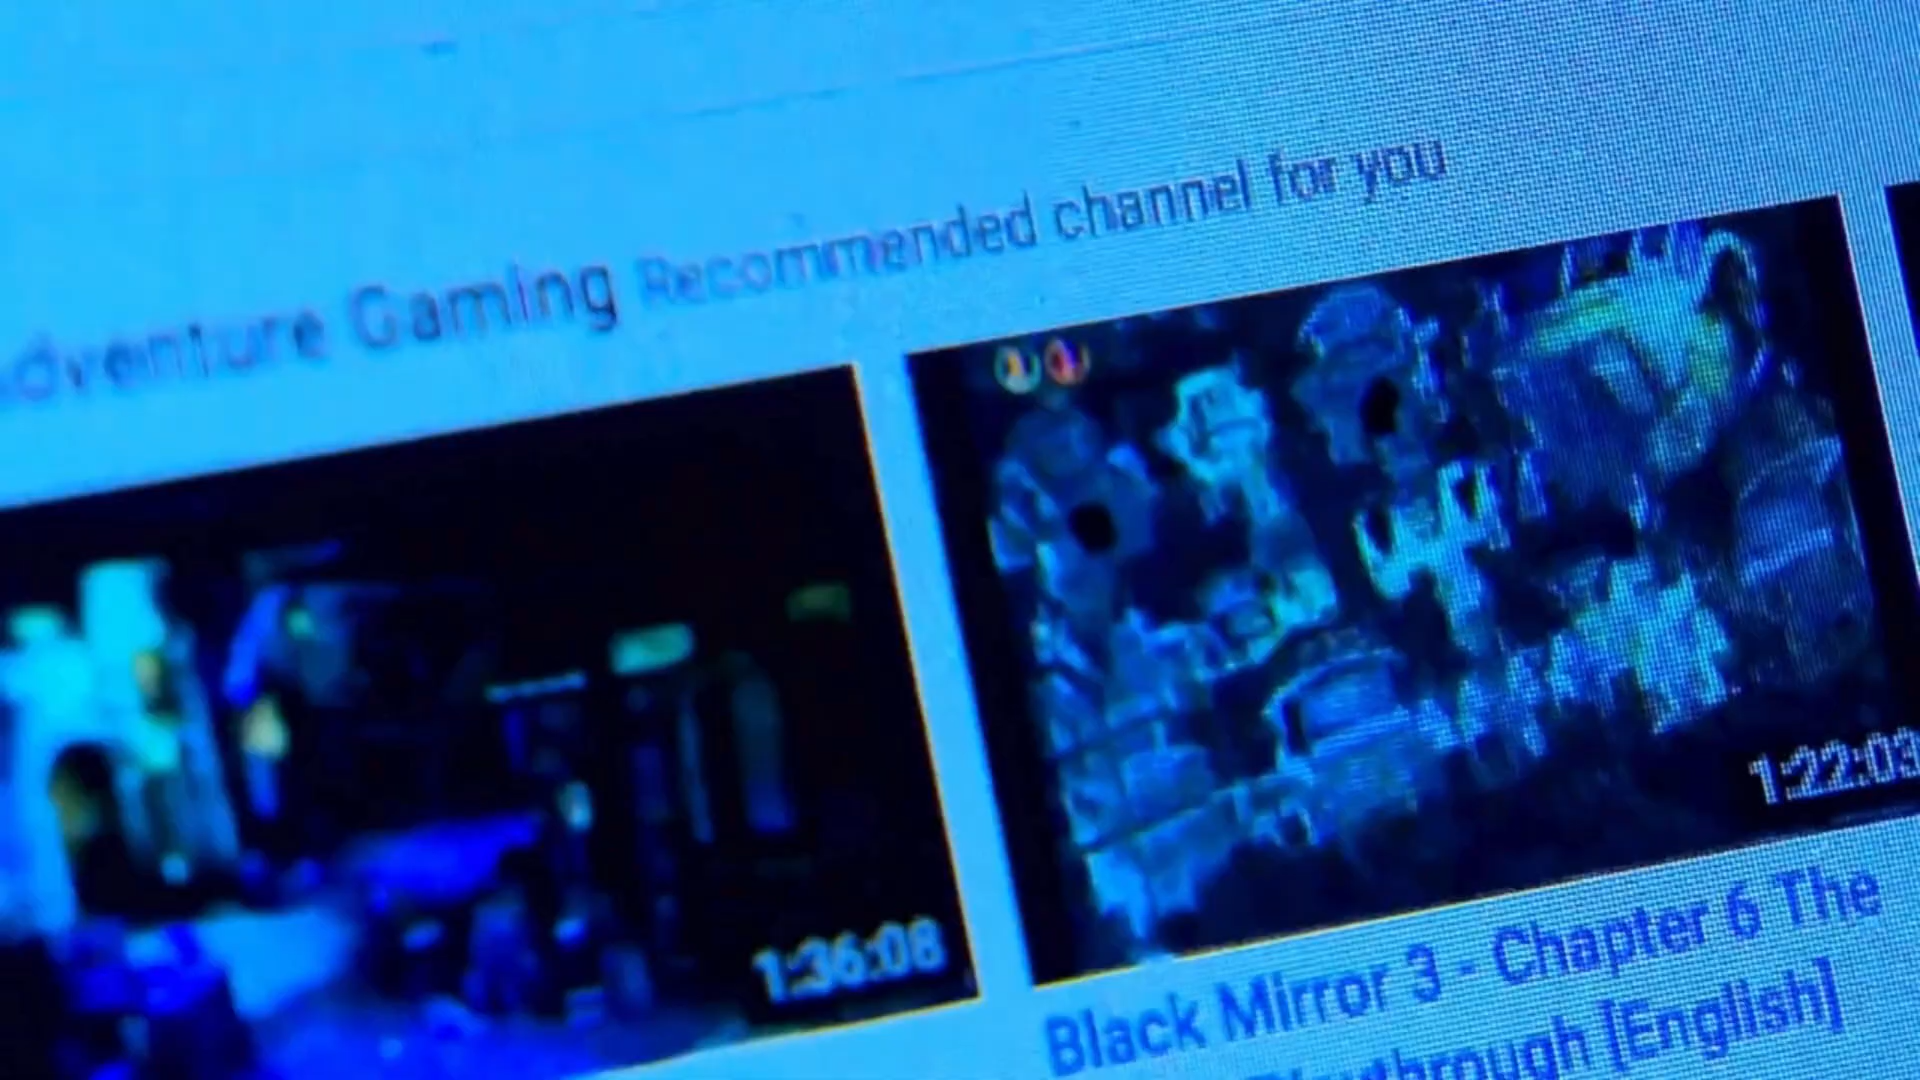 Adventure Gaming Recommended channel for you
1:36:08
1:22:03
Black Mirror 3 - Chapter 6 The
Playthrough [English]